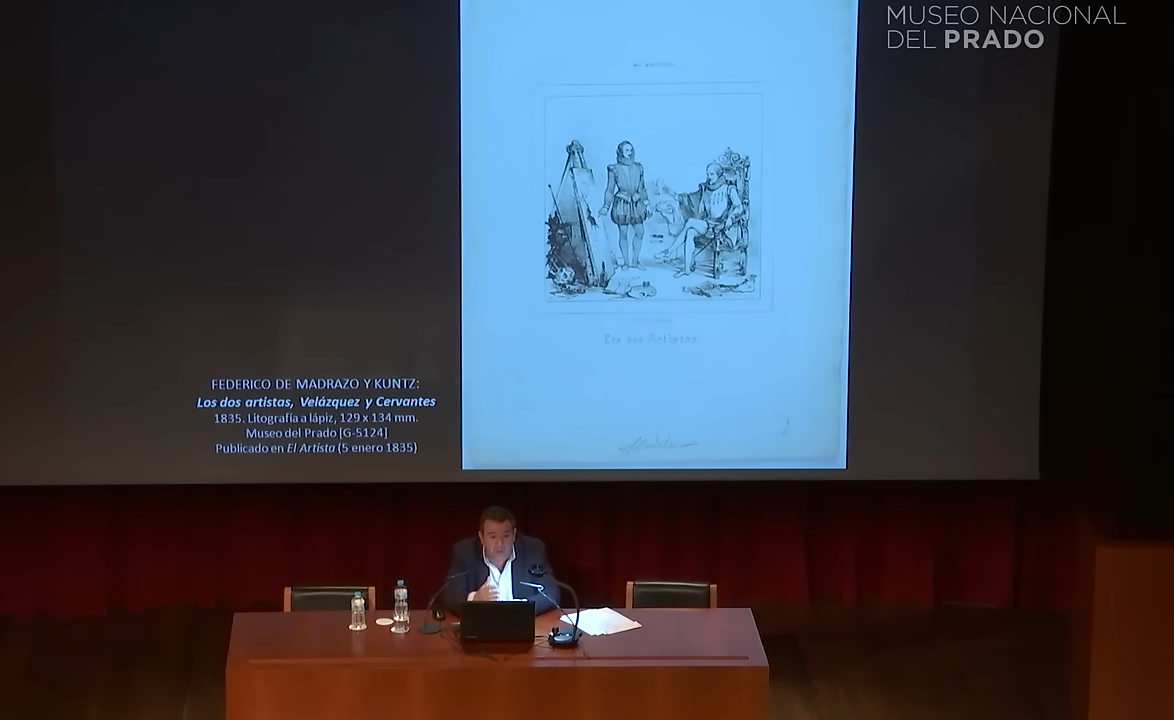 MUSEO NACIONAL
DEL PRADO
FEDERICO DE MADRAZO Y KUNTZ:
Los dos artistas, Velázquez y Cervantes
1835. Litografía a lápiz, 129 x 134 mm.
Museo del Prado [G-5124]
Publicado en El Artista (5 enero 1835)
Los dos Artistas.